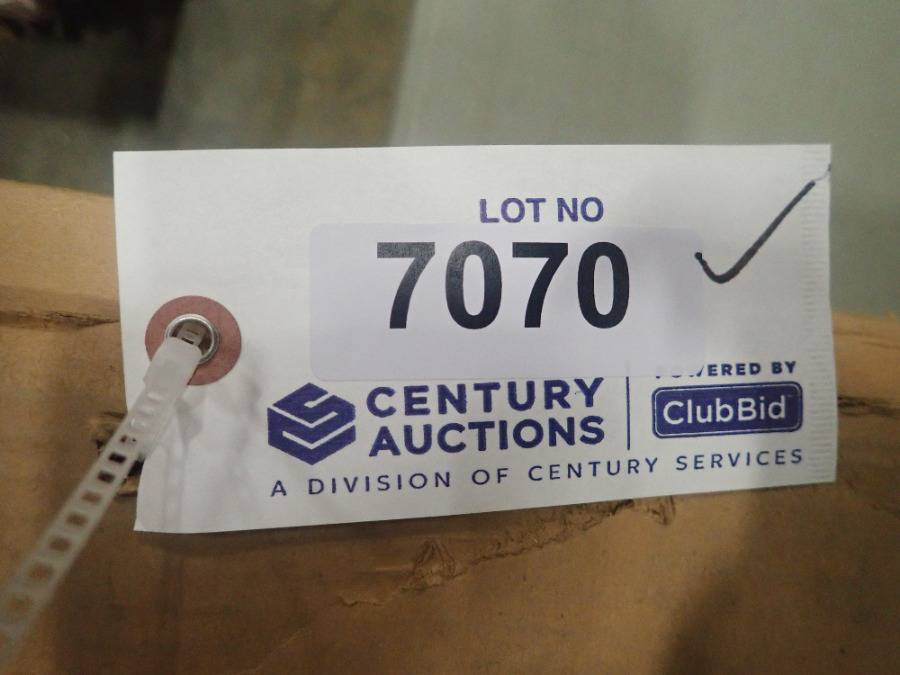 LOT NO
7070
CENTURY
AUCTIONS
POWERED BY
ClubBid
A DIVISION OF CENTURY SERVICES